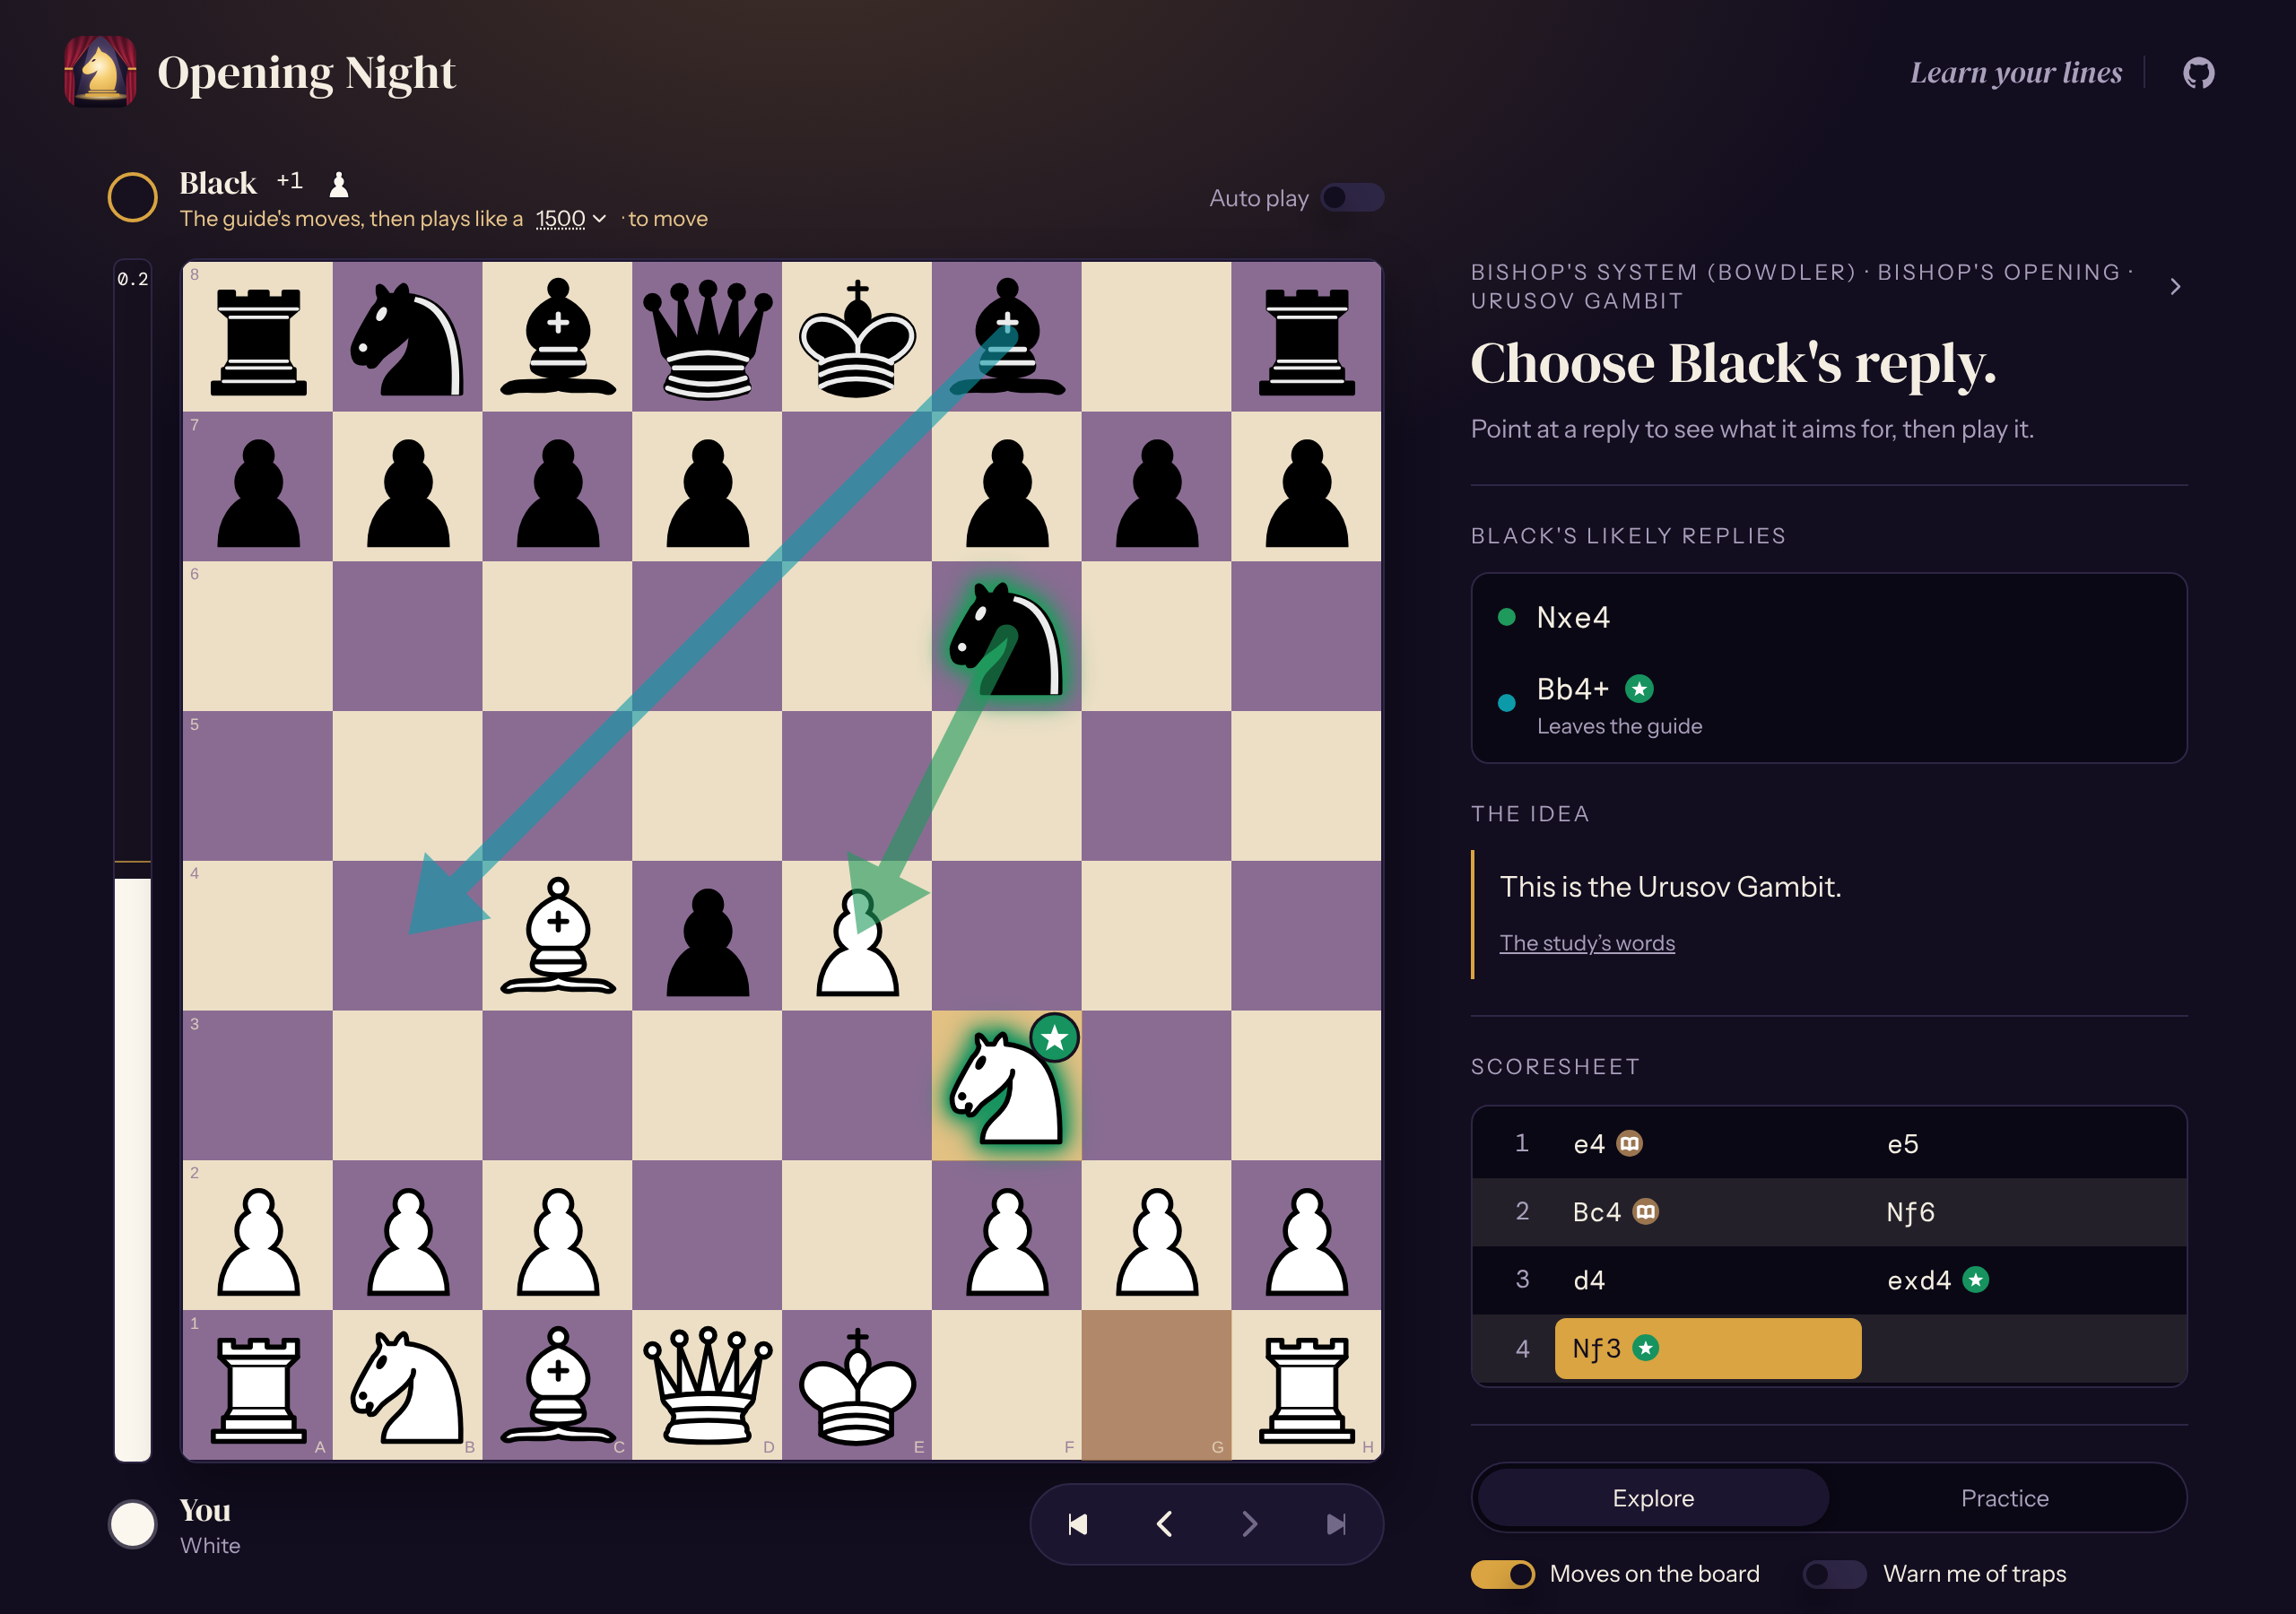 Opening Night
Learn your lines
Black +1
The guide's moves, then plays like a 1500 · to move
Auto play
0.2
8
7
6
5
4
3
2
1
A B C D E F G H
BISHOP'S SYSTEM (BOWDLER) · BISHOP'S OPENING ·
URUSOV GAMBIT
Choose Black's reply.
Point at a reply to see what it aims for, then play it.
BLACK'S LIKELY REPLIES
Nxe4
Bb4+
Leaves the guide
THE IDEA
This is the Urusov Gambit.
The study's words
SCORESHEET
1 e4 e5
2 Bc4 Nf6
3 d4 exd4
4 Nf3
You
White
Explore Practice
Moves on the board Warn me of traps